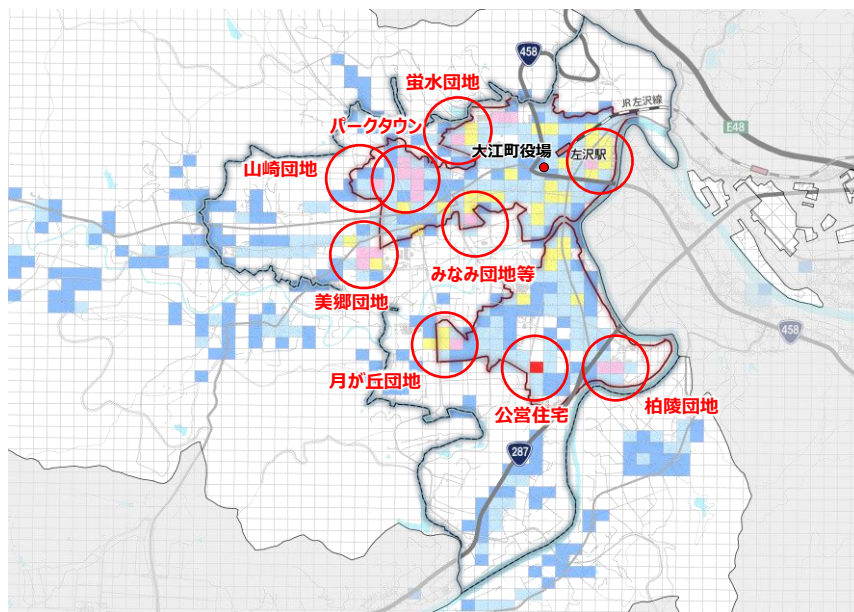 458
JR 左沢線
蛍水団地
E48
パークタウン
大江町役場
左沢駅
山崎団地
みなみ団地等
美郷団地
458
月が丘団地
公営住宅
柏陵団地
287